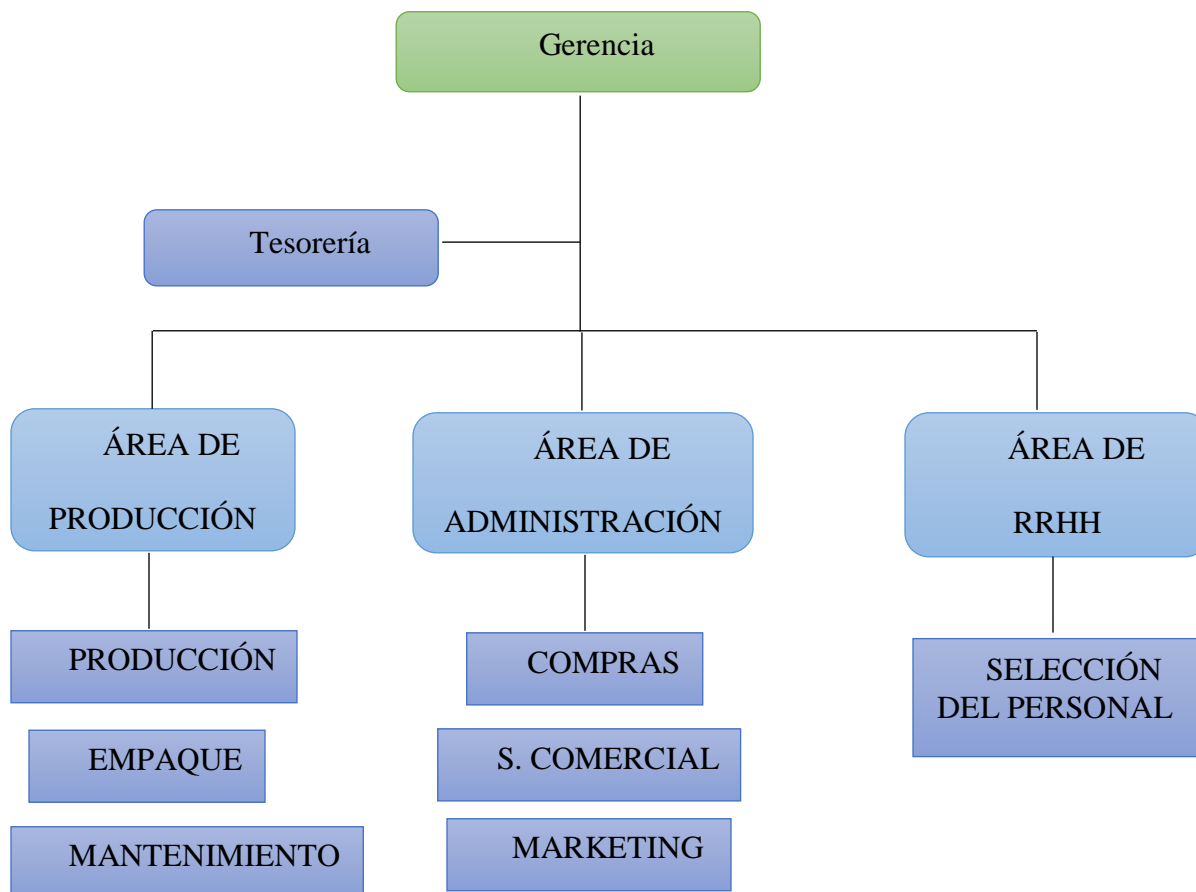 Gerencia
Tesorería
ÁREA DE
PRODUCCIÓN
ÁREA DE
ADMINISTRACIÓN
ÁREA DE
RRHH
PRODUCCIÓN
EMPAQUE
MANTENIMIENTO
COMPRAS
S. COMERCIAL
MARKETING
SELECCIÓN
DEL PERSONAL